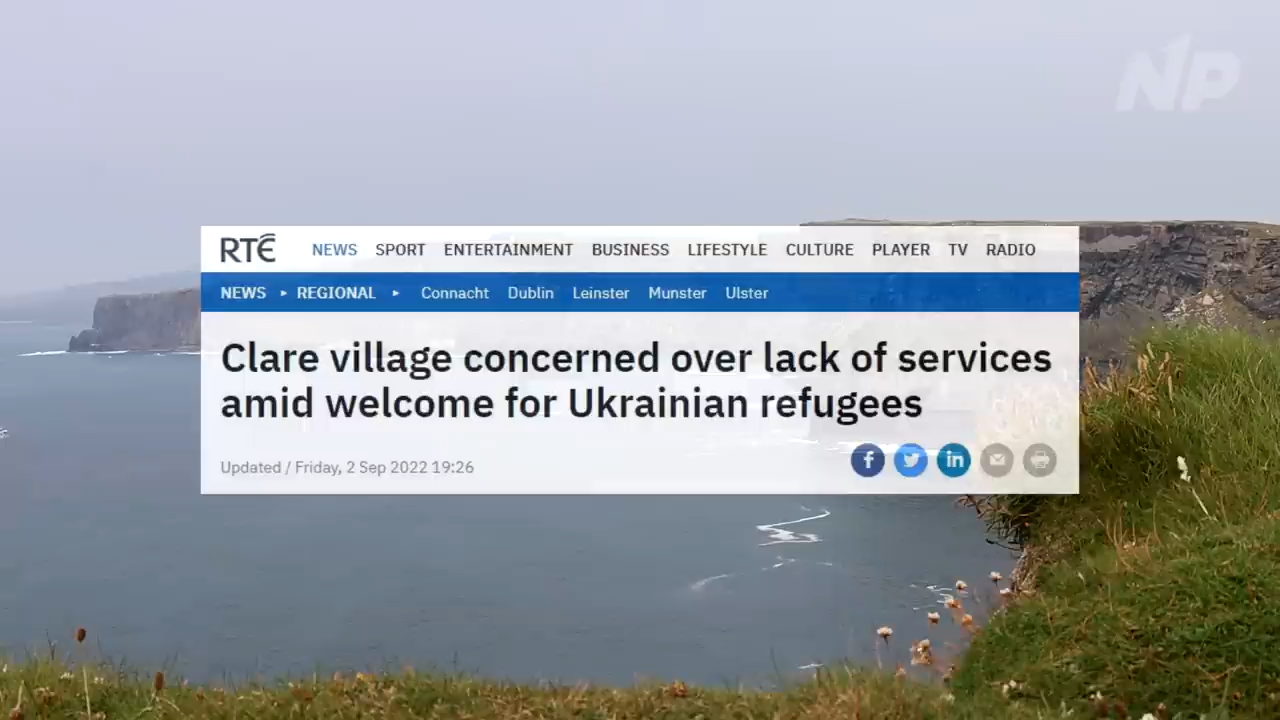 NP
RTÉ NEWS SPORT ENTERTAINMENT BUSINESS LIFESTYLE CULTURE PLAYER TV RADIO
NEWS ▸ REGIONAL ▸ Connacht Dublin Leinster Munster Ulster
Clare village concerned over lack of services
amid welcome for Ukrainian refugees
Updated / Friday, 2 Sep 2022 19:26
f in